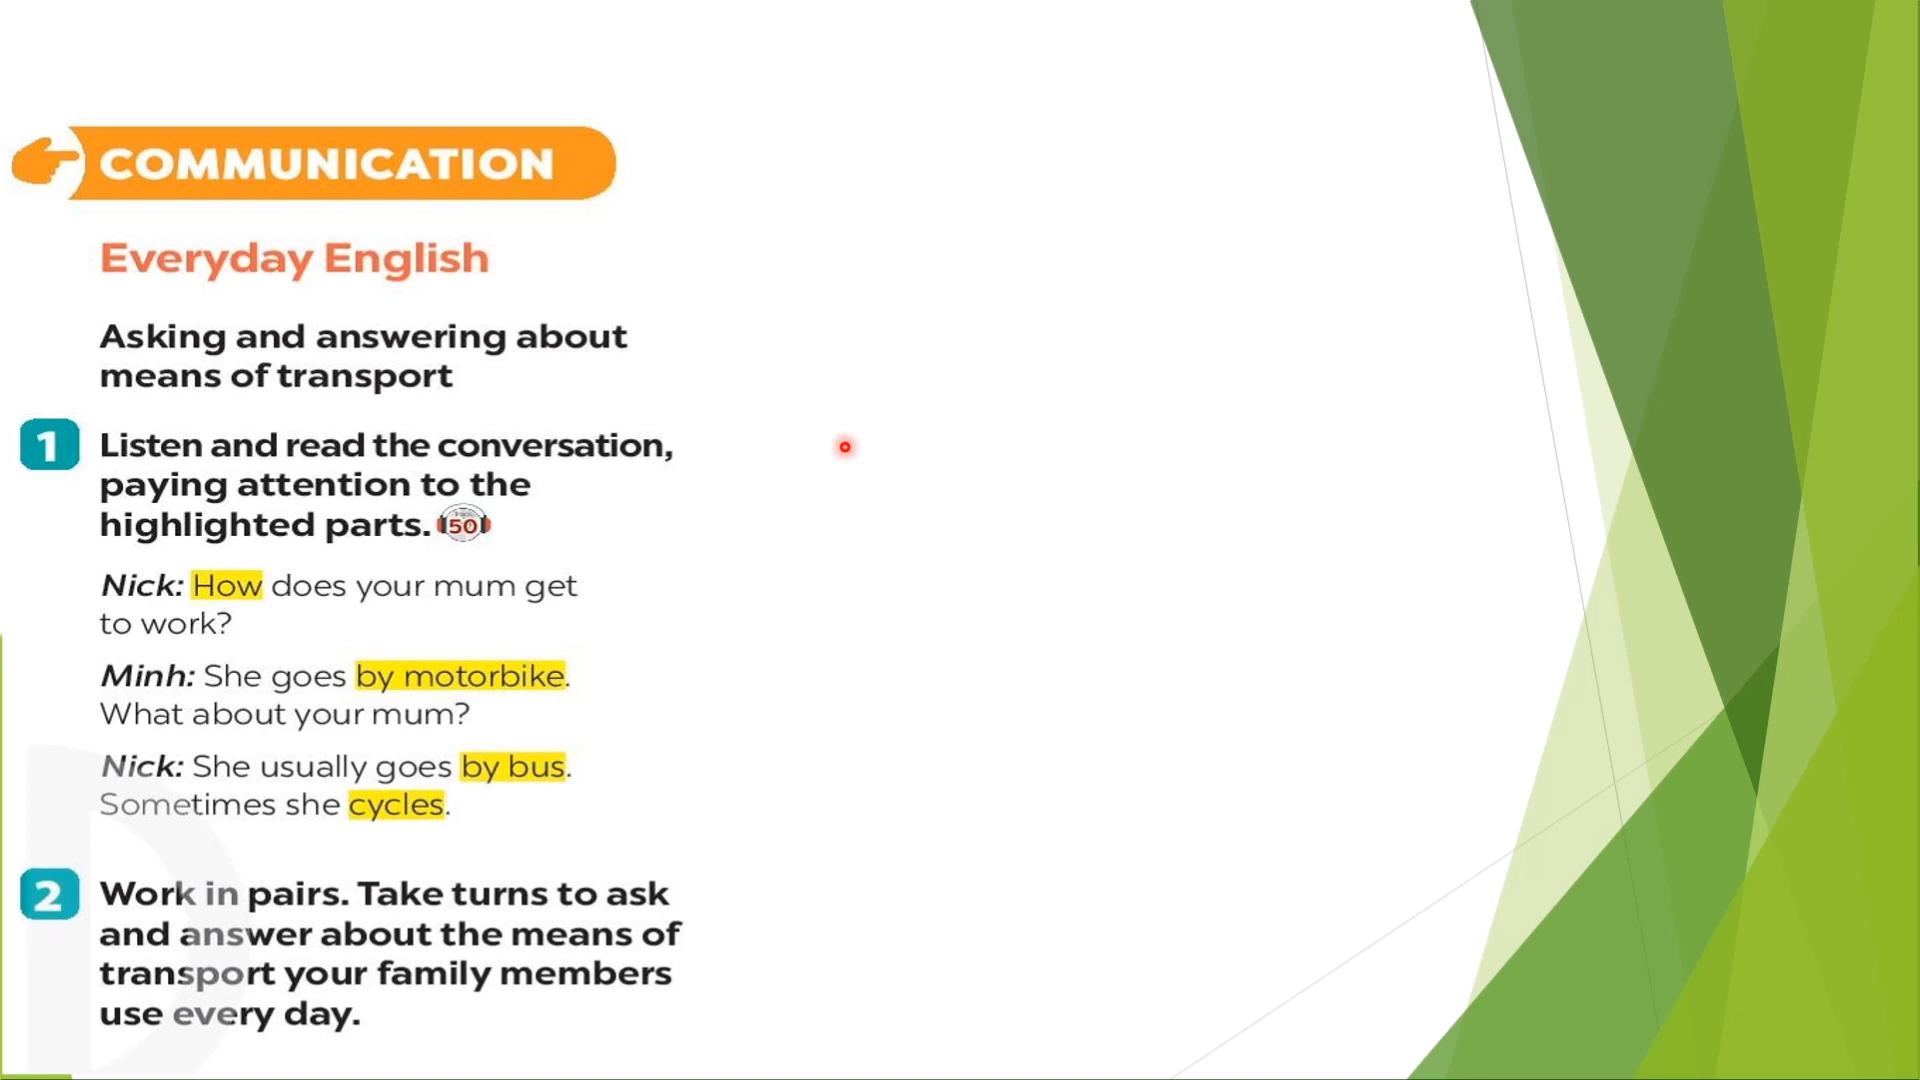 COMMUNICATION
Everyday English
Asking and answering about
means of transport
1 Listen and read the conversation,
paying attention to the
highlighted parts. 50
Nick: How does your mum get
to work?
Minh: She goes by motorbike.
What about your mum?
Nick: She usually goes by bus.
Sometimes she cycles.
2 Work in pairs. Take turns to ask
and answer about the means of
transport your family members
use every day.